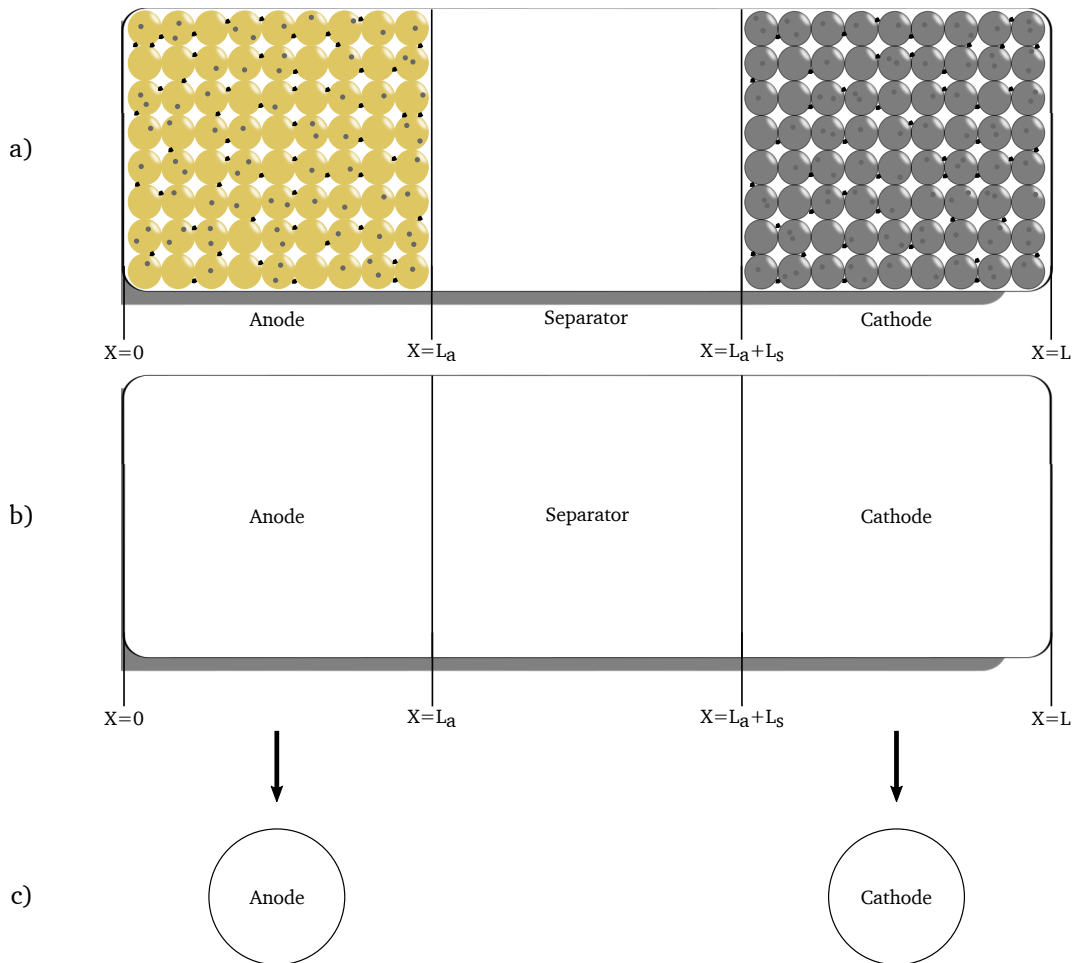 a)
Anode Separator Cathode
X=0 X=La X=La+Ls X=L
b)
Anode Separator Cathode
X=0 X=La X=La+Ls X=L
c)
Anode Cathode